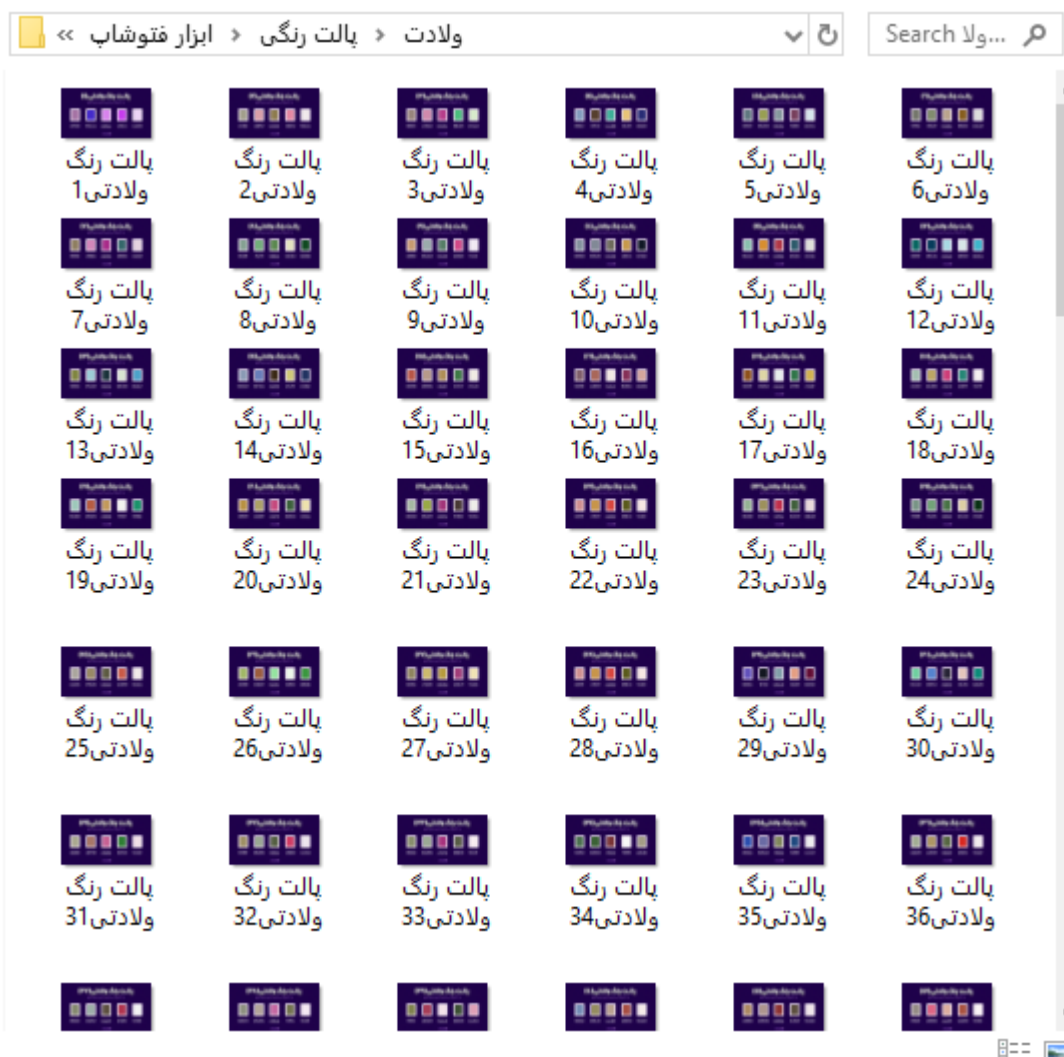 « ابزار فتوشاپ › پالت رنگی › ولادت
Search ولا...
پالت رنگ
ولادتی1
پالت رنگ
ولادتی2
پالت رنگ
ولادتی3
پالت رنگ
ولادتی4
پالت رنگ
ولادتی5
پالت رنگ
ولادتی6
پالت رنگ
ولادتی7
پالت رنگ
ولادتی8
پالت رنگ
ولادتی9
پالت رنگ
ولادتی10
پالت رنگ
ولادتی11
پالت رنگ
ولادتی12
پالت رنگ
ولادتی13
پالت رنگ
ولادتی14
پالت رنگ
ولادتی15
پالت رنگ
ولادتی16
پالت رنگ
ولادتی17
پالت رنگ
ولادتی18
پالت رنگ
ولادتی19
پالت رنگ
ولادتی20
پالت رنگ
ولادتی21
پالت رنگ
ولادتی22
پالت رنگ
ولادتی23
پالت رنگ
ولادتی24
پالت رنگ
ولادتی25
پالت رنگ
ولادتی26
پالت رنگ
ولادتی27
پالت رنگ
ولادتی28
پالت رنگ
ولادتی29
پالت رنگ
ولادتی30
پالت رنگ
ولادتی31
پالت رنگ
ولادتی32
پالت رنگ
ولادتی33
پالت رنگ
ولادتی34
پالت رنگ
ولادتی35
پالت رنگ
ولادتی36